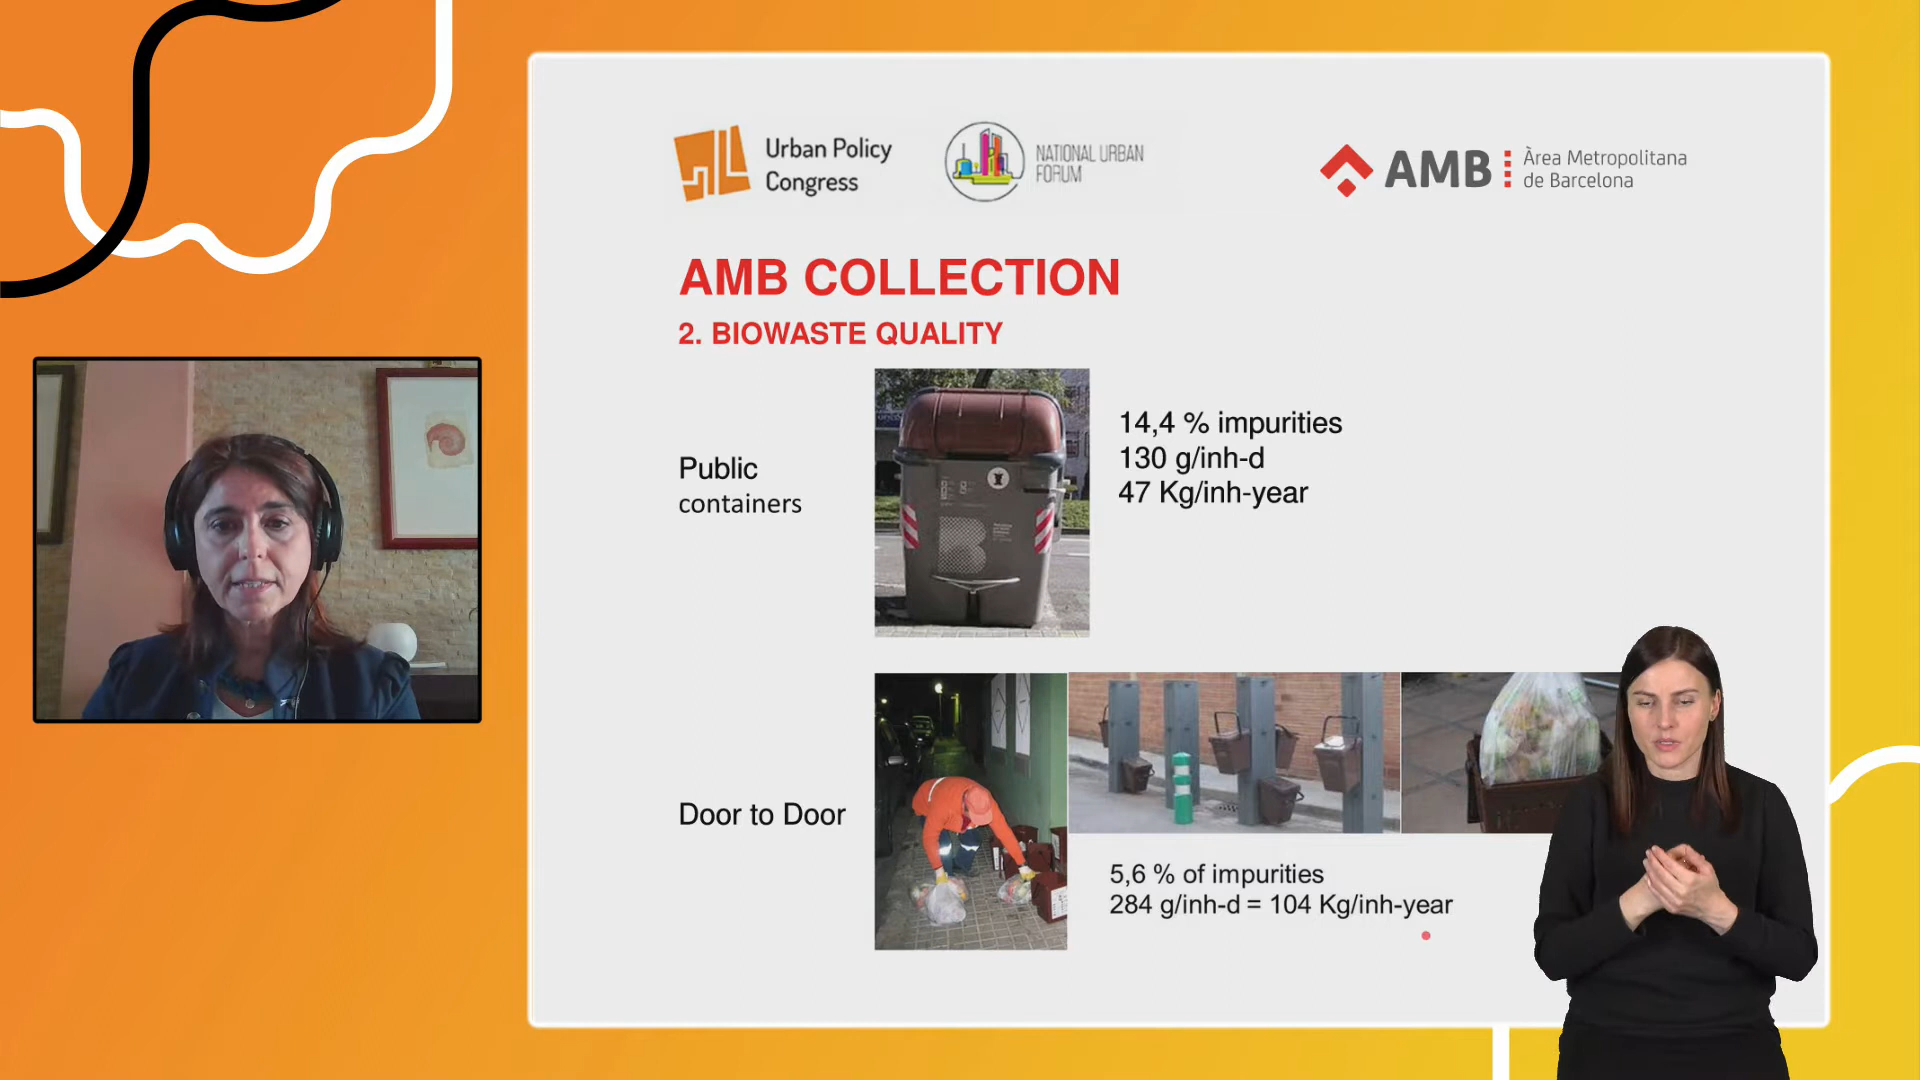 Urban Policy
Congress
NATIONAL URBAN
FORUM
AMB
Àrea Metropolitana
de Barcelona
AMB COLLECTION
2. BIOWASTE QUALITY
Public
containers
14,4 % impurities
130 g/inh-d
47 Kg/inh-year
B
Door to Door
5,6 % of impurities
284 g/inh-d = 104 Kg/inh-year